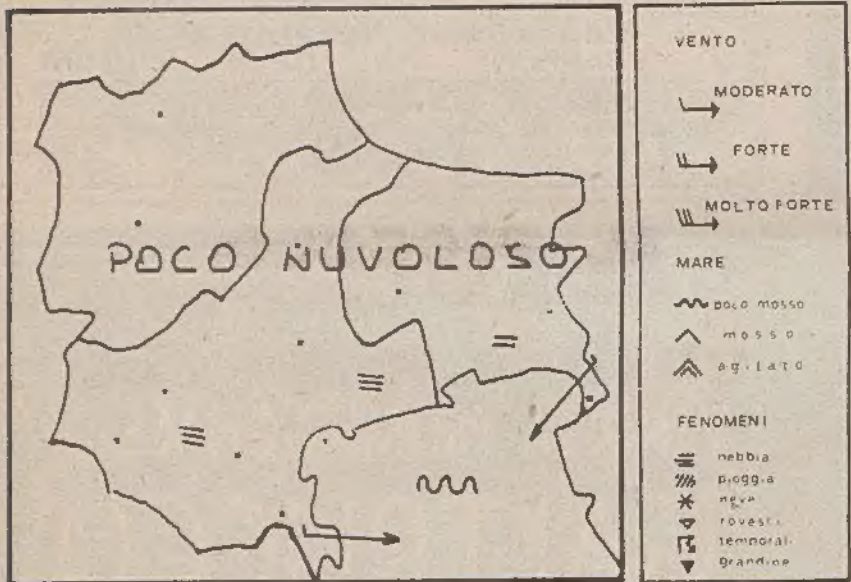 POCO NUVOLOSO
VENTO
MODERATO
FORTE
MOLTO FORTE
MARE
poco mosso
mosso
agitato
FENOMENI
nebbia
pioggia
neve
rovesci
temporali
grandine